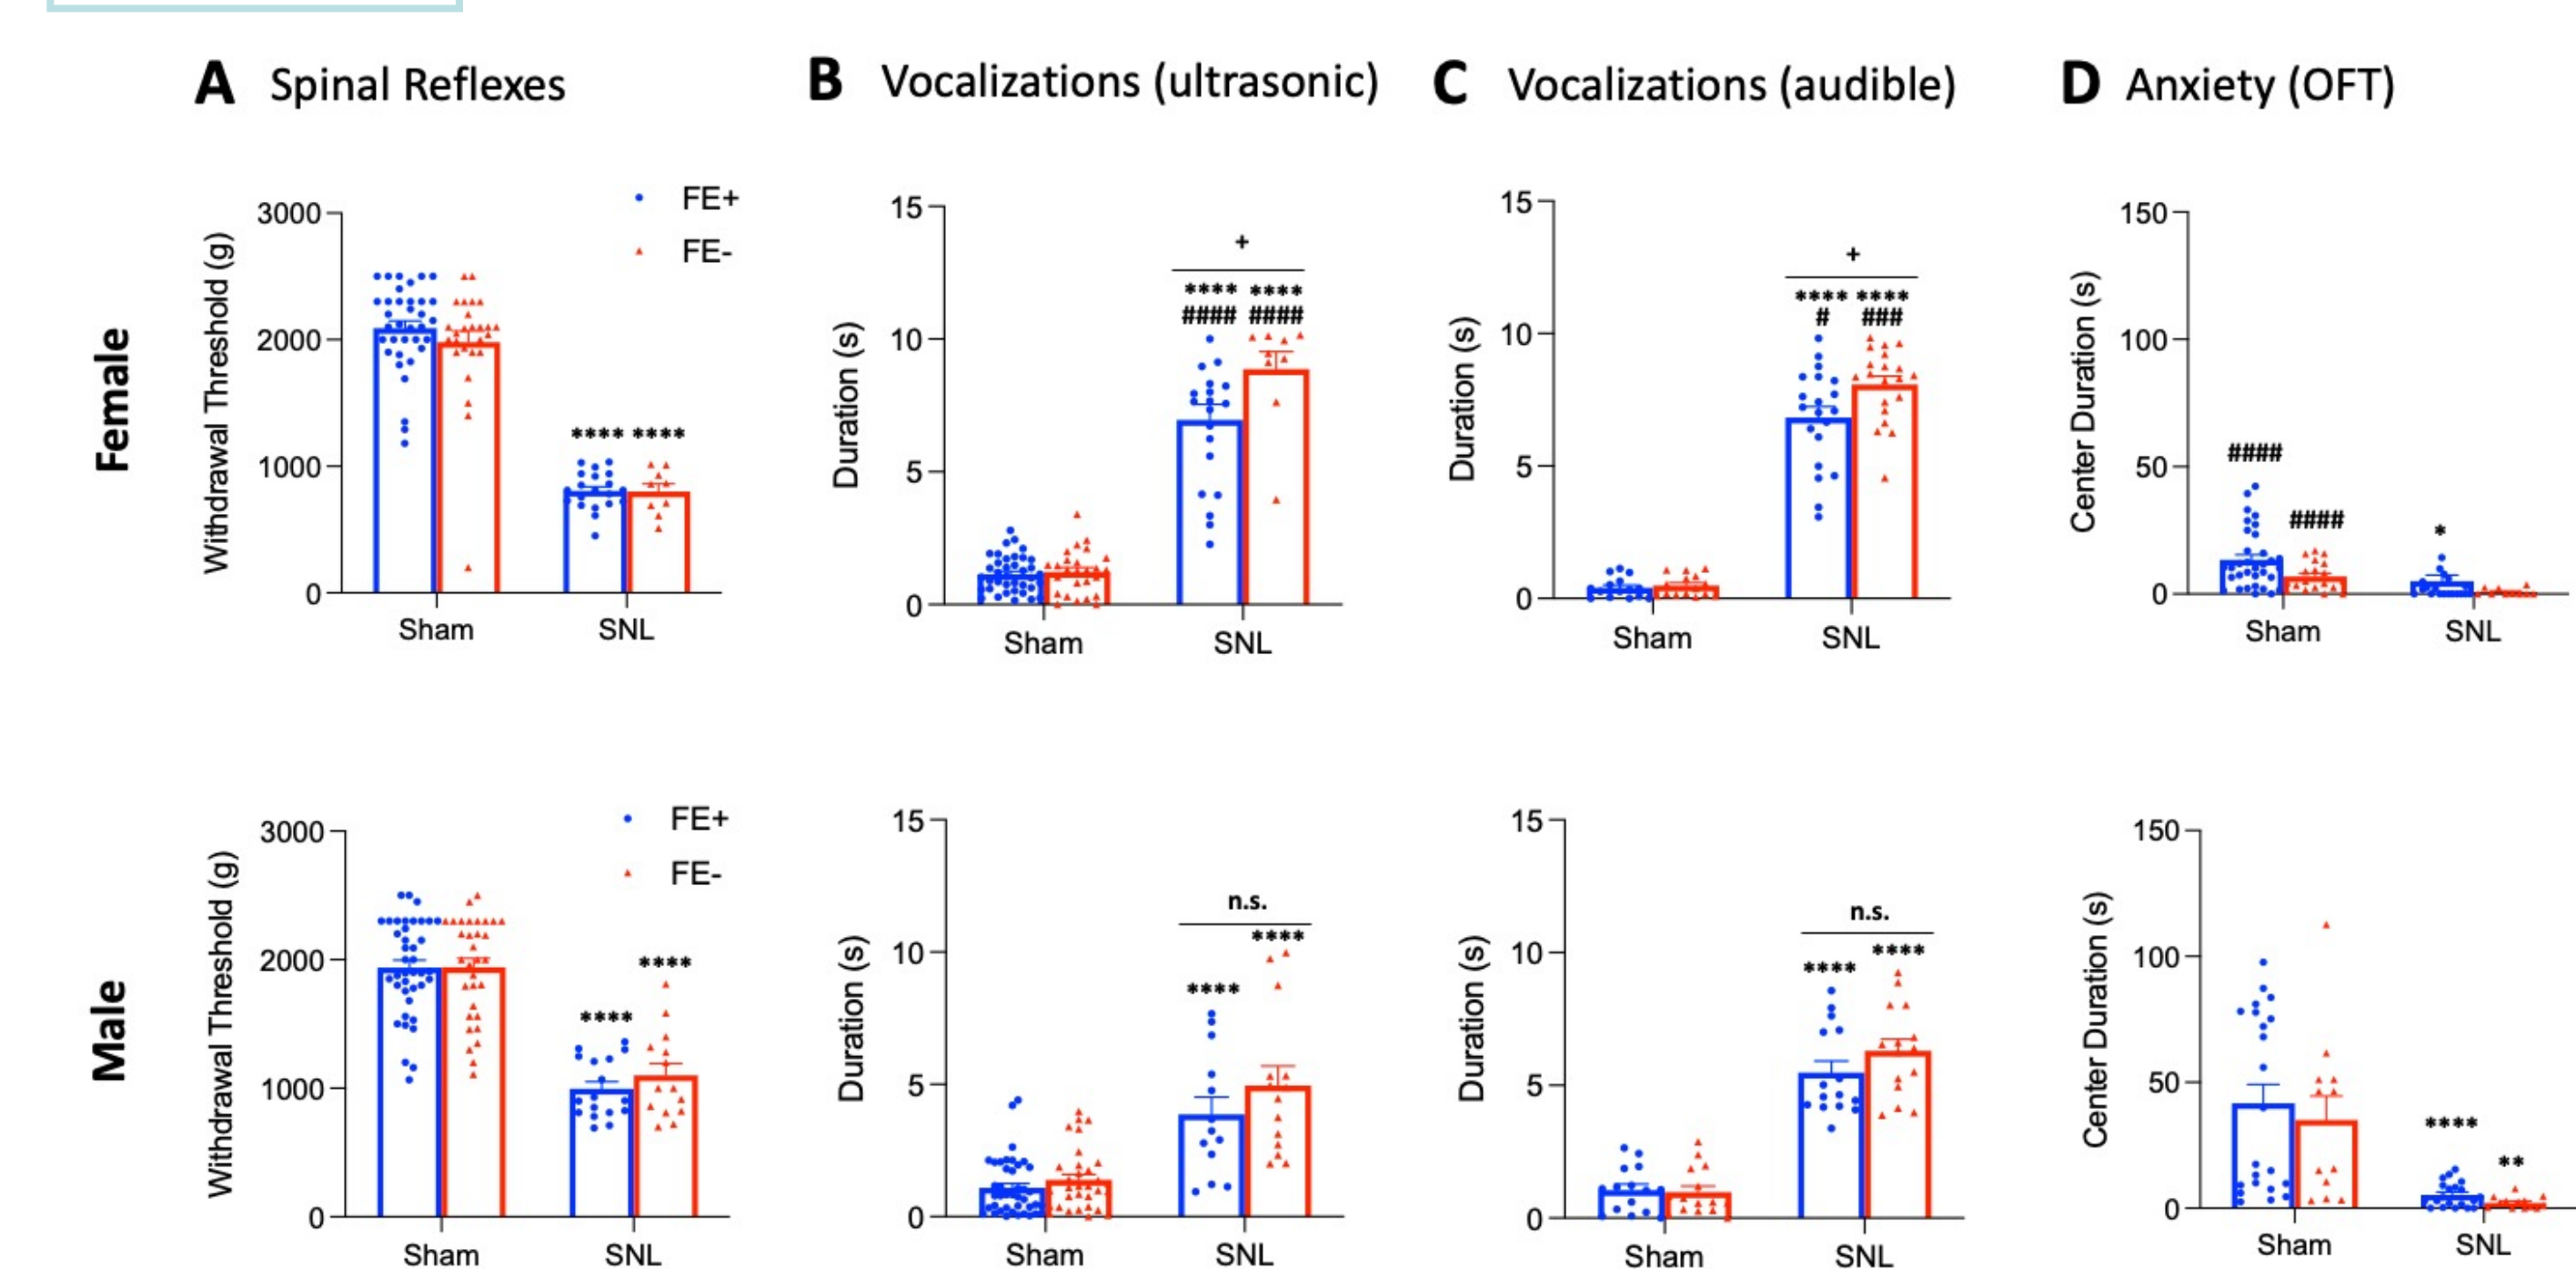 A Spinal Reflexes
B Vocalizations (ultrasonic)
C Vocalizations (audible)
D Anxiety (OFT)
Female
Withdrawal Threshold (g)
3000
2000
1000
0
FE+
FE-
**** ****
Sham
SNL
Duration (s)
15
10
5
0
+
**** ****
#### ####
Sham
SNL
Duration (s)
15
10
5
0
+
**** ****
# ###
Sham
SNL
Center Duration (s)
150
100
50
0
####
####
*
Sham
SNL
Male
Withdrawal Threshold (g)
3000
2000
1000
0
FE+
FE-
****
****
Sham
SNL
Duration (s)
15
10
5
0
n.s.
****
****
Sham
SNL
Duration (s)
15
10
5
0
n.s.
****
****
Sham
SNL
Center Duration (s)
150
100
50
0
****
**
Sham
SNL